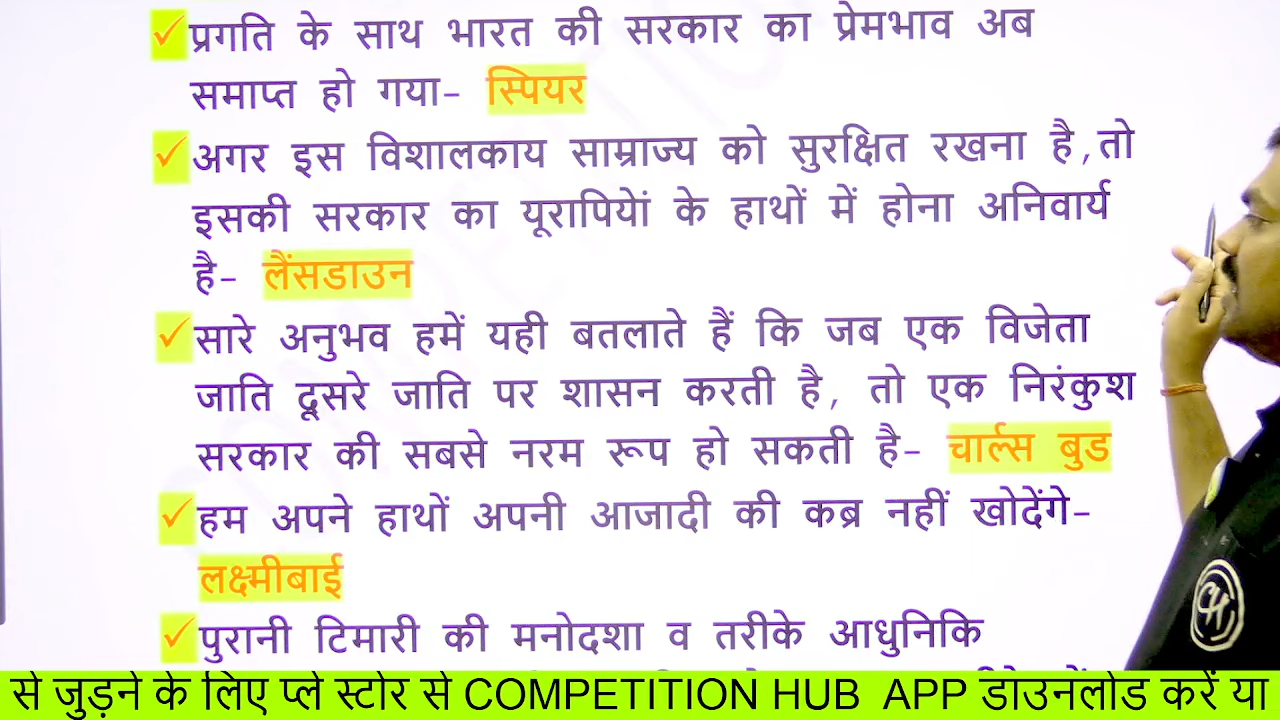 ✓प्रगति के साथ भारत की सरकार का प्रेमभाव अब
समाप्त हो गया- स्पियर
✓अगर इस विशालकाय साम्राज्य को सुरक्षित रखना है,तो
इसकी सरकार का यूरापियेां के हाथों में होना अनिवार्य
है- लैंसडाउन
✓सारे अनुभव हमें यही बतलाते हैं कि जब एक विजेता
जाति दूसरे जाति पर शासन करती है, तो एक निरंकुश
सरकार की सबसे नरम रूप हो सकती है- चार्ल्स बुड
✓हम अपने हाथों अपनी आजादी की कब्र नहीं खोदेंगे-
लक्ष्मीबाई
✓पुरानी टिमारी की मनोदशा व तरीके आधुनिकि
से जुड़ने के लिए प्ले स्टोर से COMPETITION HUB APP डाउनलोड करें या
CH